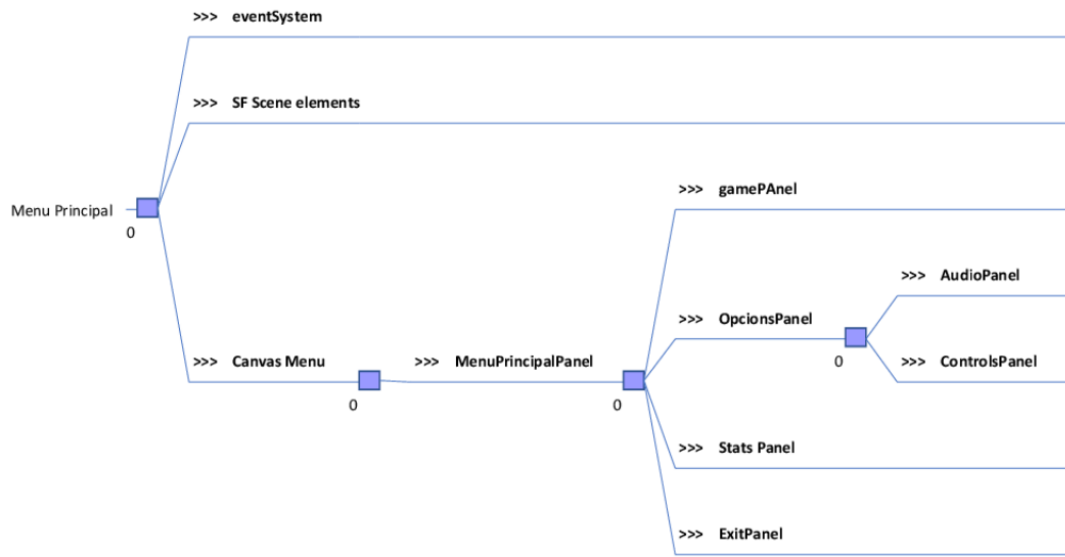 >>> eventSystem
>>> SF Scene elements
Menu Principal
0
>>> gamePAnel
>>> AudioPanel
>>> OpcionsPanel
0
>>> Canvas Menu
0
>>> MenuPrincipalPanel
0
>>> ControlsPanel
>>> Stats Panel
>>> ExitPanel